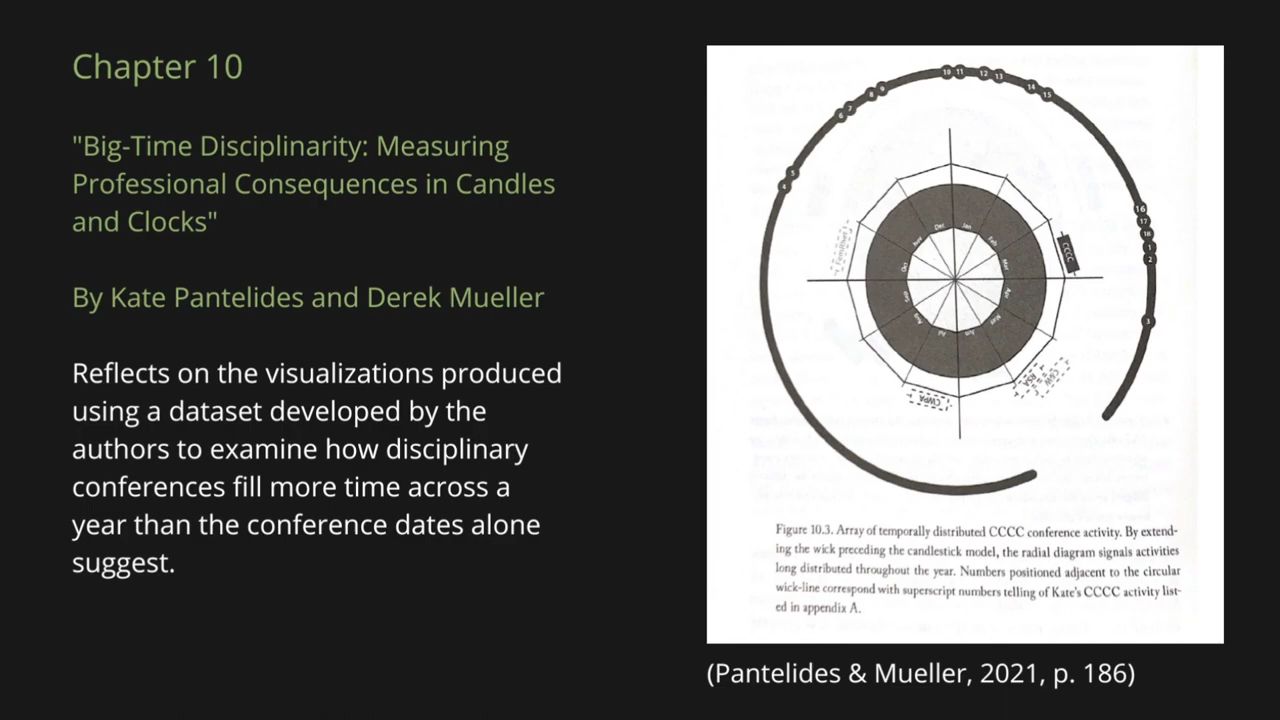 Chapter 10
"Big-Time Disciplinarity: Measuring
Professional Consequences in Candles
and Clocks"
By Kate Pantelides and Derek Mueller
Reflects on the visualizations produced
using a dataset developed by the
authors to examine how disciplinary
conferences fill more time across a
year than the conference dates alone
suggest.
10 11 12 13
14 15
8 9
6 7
5
4
16
17
18
1
2
3
Dec Jan
Nov Feb
Oct Mar
Sep Apr
Aug May
Jul Jun
CCCC
CWPA
RSA
C&W
Figure 10.3. Array of temporally distributed CCCC conference activity. By extend-
ing the wick preceding the candlestick model, the radial diagram signals activities
long distributed throughout the year. Numbers positioned adjacent to the circular
wick-line correspond with superscript numbers telling of Kate's CCCC activity list-
ed in appendix A.
(Pantelides & Mueller, 2021, p. 186)